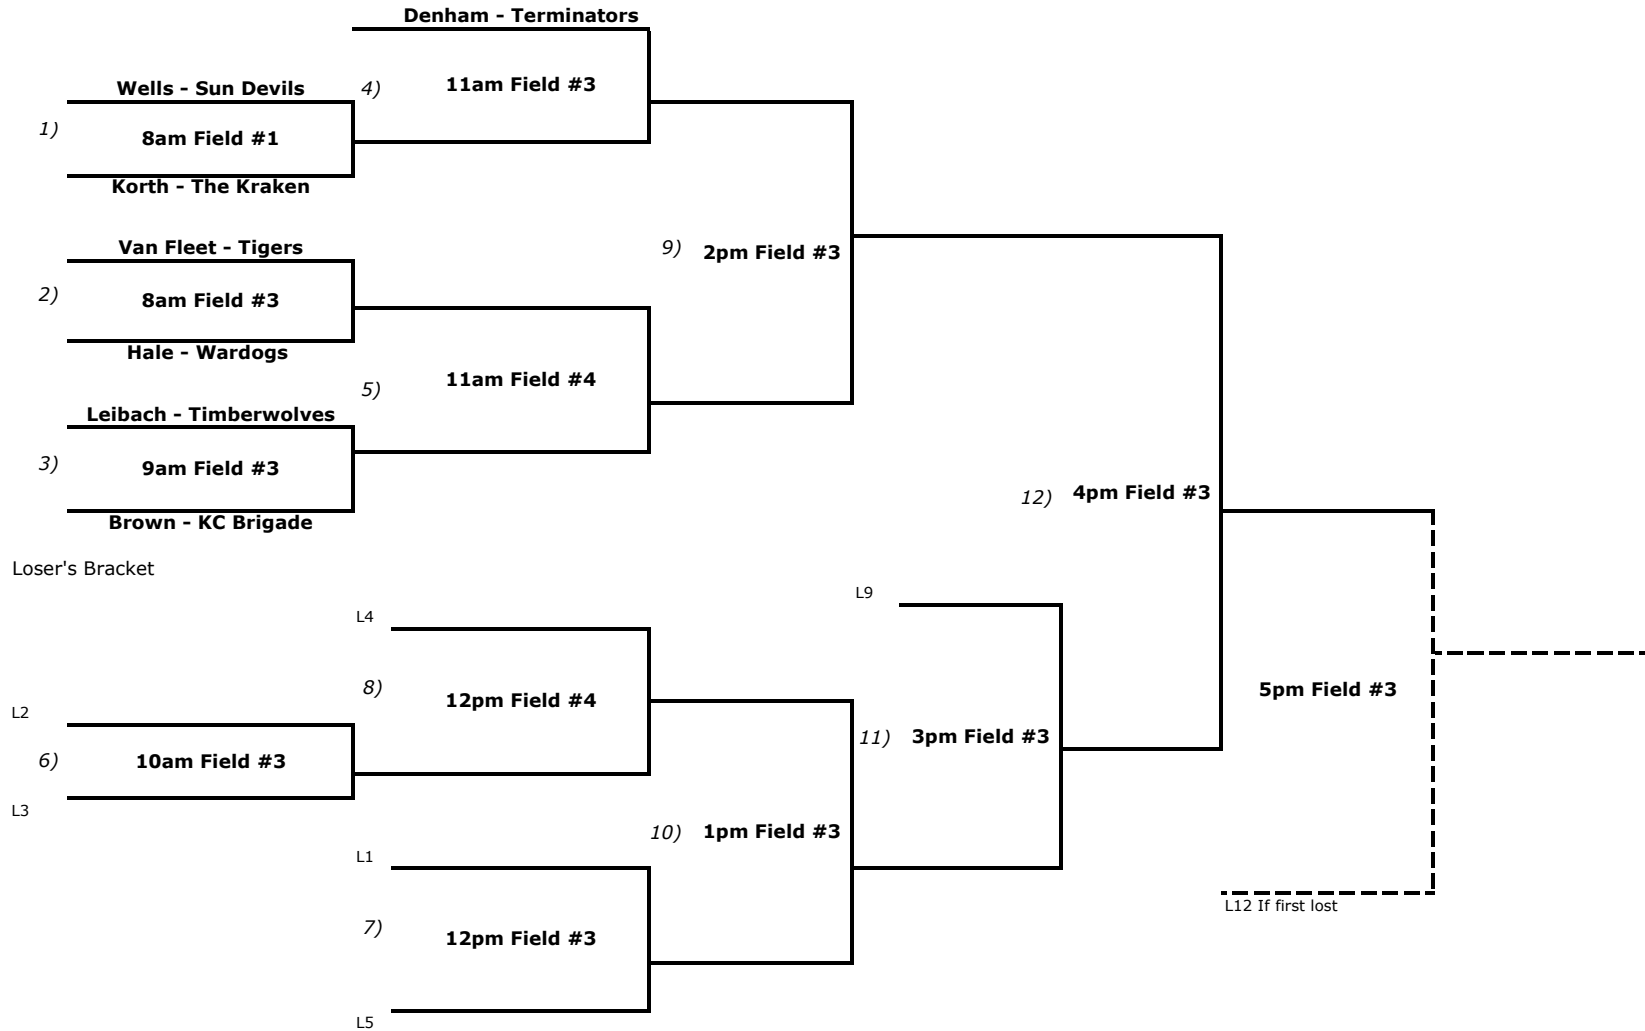 Denham - Terminators
4)
11am Field #3
Wells - Sun Devils
1)
8am Field #1
Korth - The Kraken
Van Fleet - Tigers
9)
2pm Field #3
2)
8am Field #3
Hale - Wardogs
5)
11am Field #4
Leibach - Timberwolves
3)
9am Field #3
12)
4pm Field #3
Brown - KC Brigade
Loser's Bracket
L9
L4
8)
12pm Field #4
5pm Field #3
L2
11)
3pm Field #3
6)
10am Field #3
L3
10)
1pm Field #3
L1
L12 If first lost
7)
12pm Field #3
L5